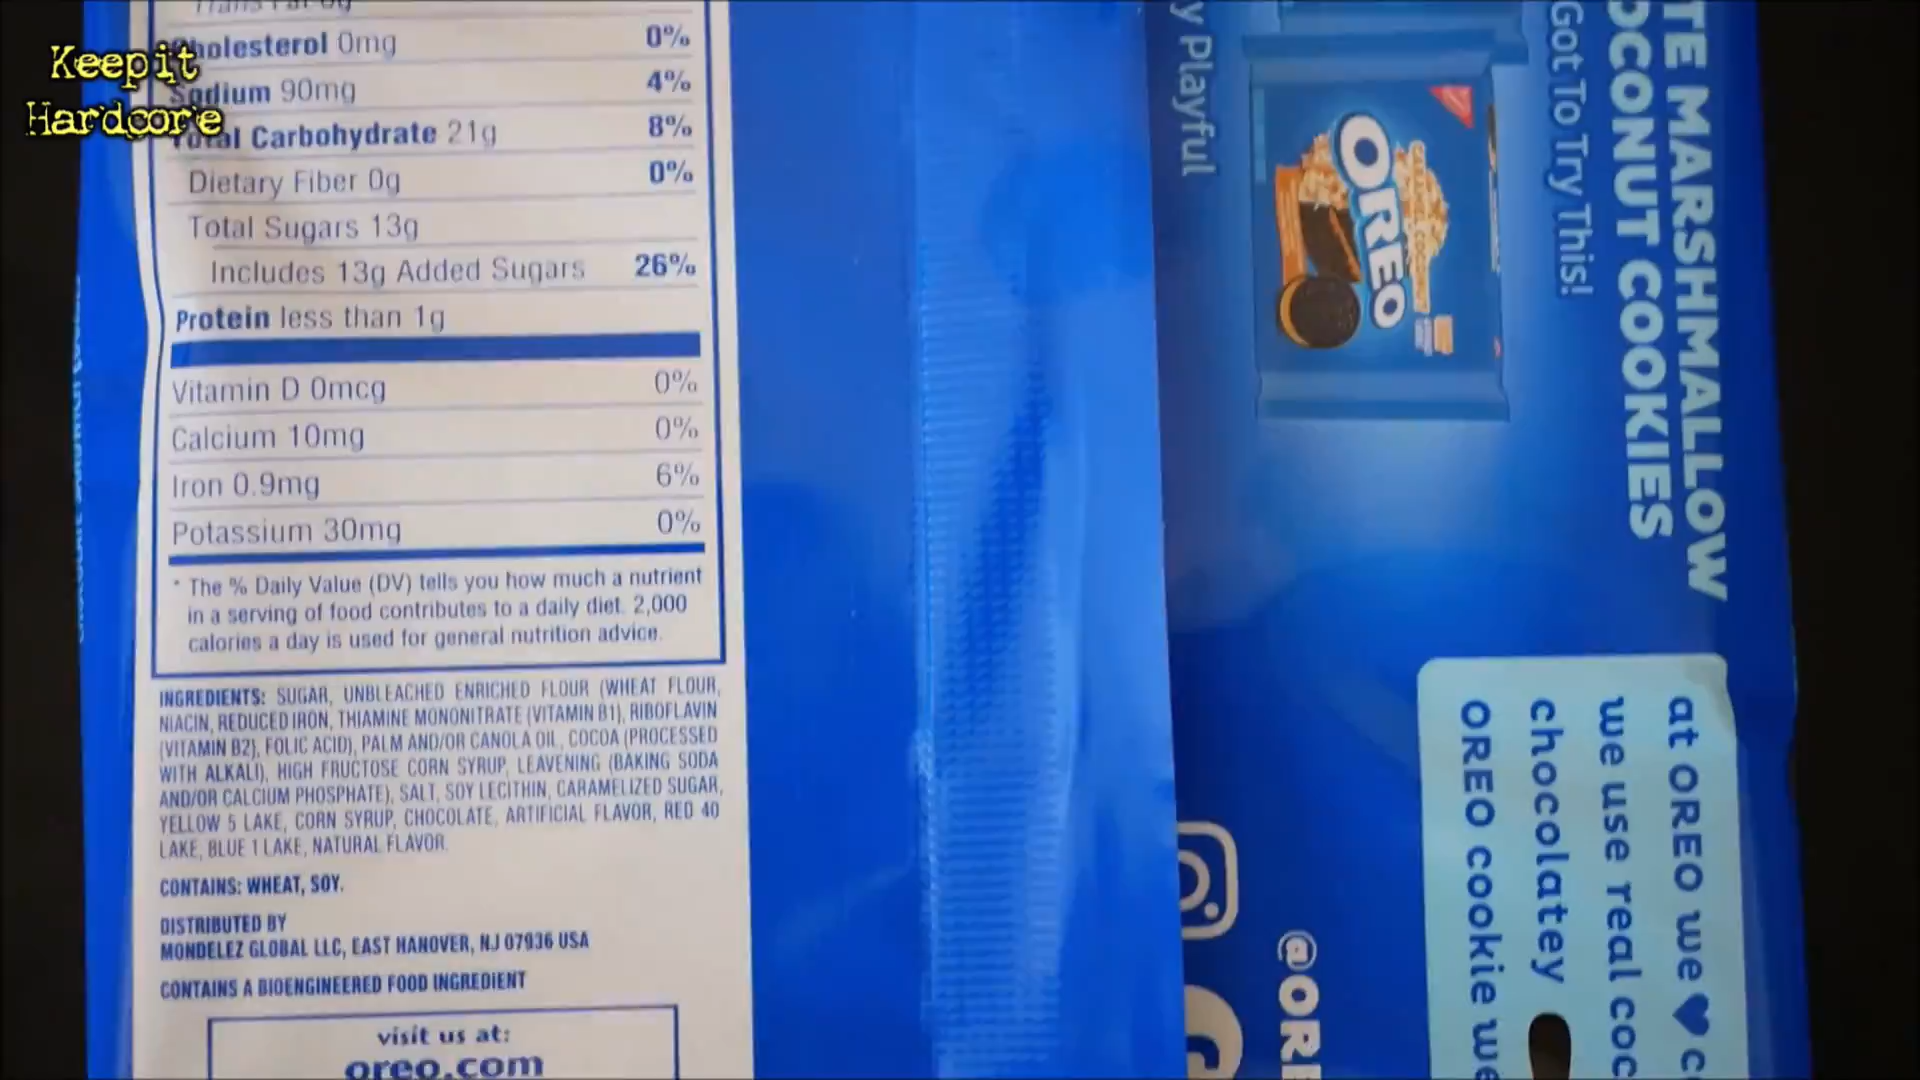 Keepit
Hardcore
Trans Fat 0g
Cholesterol 0mg 0%
Sodium 90mg 4%
Total Carbohydrate 21g 8%
Dietary Fiber 0g 0%
Total Sugars 13g
Includes 13g Added Sugars 26%
Protein less than 1g
Vitamin D 0mcg 0%
Calcium 10mg 0%
Iron 0.9mg 6%
Potassium 30mg 0%
* The % Daily Value (DV) tells you how much a nutrient
in a serving of food contributes to a daily diet. 2,000
calories a day is used for general nutrition advice.
INGREDIENTS: SUGAR, UNBLEACHED ENRICHED FLOUR (WHEAT FLOUR,
NIACIN, REDUCED IRON, THIAMINE MONONITRATE (VITAMIN B1), RIBOFLAVIN
(VITAMIN B2), FOLIC ACID), PALM AND/OR CANOLA OIL, COCOA (PROCESSED
WITH ALKALI), HIGH FRUCTOSE CORN SYRUP, LEAVENING (BAKING SODA
AND/OR CALCIUM PHOSPHATE), SALT, SOY LECITHIN, CARAMELIZED SUGAR,
YELLOW 5 LAKE, CORN SYRUP, CHOCOLATE, ARTIFICIAL FLAVOR, RED 40
LAKE, BLUE 1 LAKE, NATURAL FLAVOR.
CONTAINS: WHEAT, SOY.
DISTRIBUTED BY
MONDELEZ GLOBAL LLC, EAST HANOVER, NJ 07936 USA
CONTAINS A BIOENGINEERED FOOD INGREDIENT
visit us at:
oreo.com
TE MARSHMALLOW
OCONUT COOKIES
Got To Try This!
CARAMEL COCONUT
OREO
y Playful
at OREO we ♥ c
we use real coc
chocolatey
OREO cookie we
@ORE